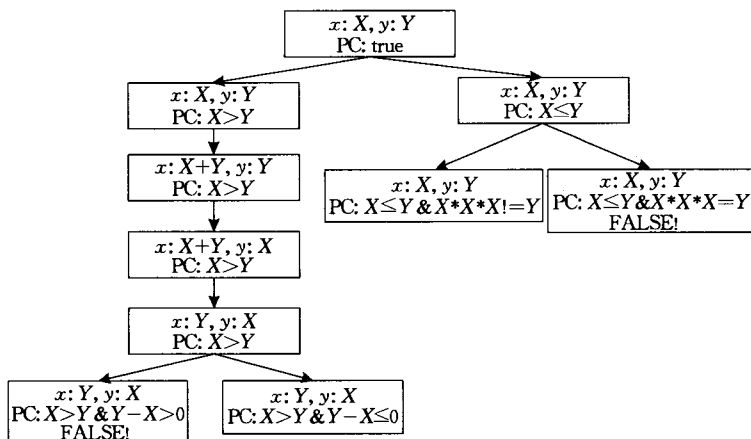 x: X, y: Y
PC: true
x: X, y: Y
PC: X>Y
x: X, y: Y
PC: X≤Y
x: X+Y, y: Y
PC: X>Y
x: X, y: Y
PC: X≤Y & X*X*X!=Y
x: X, y: Y
PC: X≤Y&X*X*X=Y
FALSE!
x: X+Y, y: X
PC: X>Y
x: Y, y: X
PC: X>Y
x: Y, y: X
PC: X>Y & Y−X>0
FALSE!
x: Y, y: X
PC: X>Y & Y−X≤0